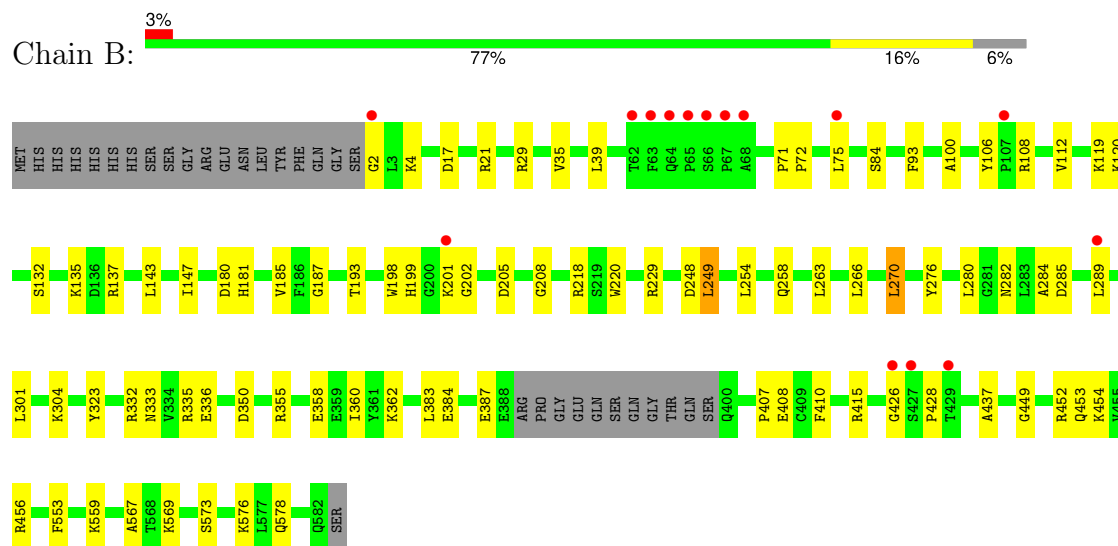 3%
Chain B:
77% 16% 6%
MET HIS HIS HIS HIS HIS HIS SER SER GLY ARG GLU ASN LEU TYR PHE GLN GLY SER G2 L3 K4 D17 R21 R29 V35 L39 T62 F63 Q64 P65 S66 P67 A68 P71 P72 L75 S84 F93 A100 Y106 P107 R108 V112 K119 K120
S132 K135 D136 R137 L143 I147 D180 H181 V185 F186 G187 T193 W198 H199 G200 K201 G202 D205 G208 R218 S219 W220 R229 D248 L249 L254 Q258 L263 L266 L270 Y276 L280 G281 N282 L283 A284 D285 L289
L301 K304 Y323 R332 N333 V334 R335 E336 D350 R355 E358 E359 I360 Y361 K362 L383 E384 E387 E388 ARG PRO GLY GLU GLN SER GLN GLY THR GLN SER Q400 P407 E408 C409 F410 R415 G426 S427 P428 T429 A437 G449 R452 Q453 K454
R456 F553 K559 A567 T568 K569 S573 K576 L577 Q578 Q582 SER